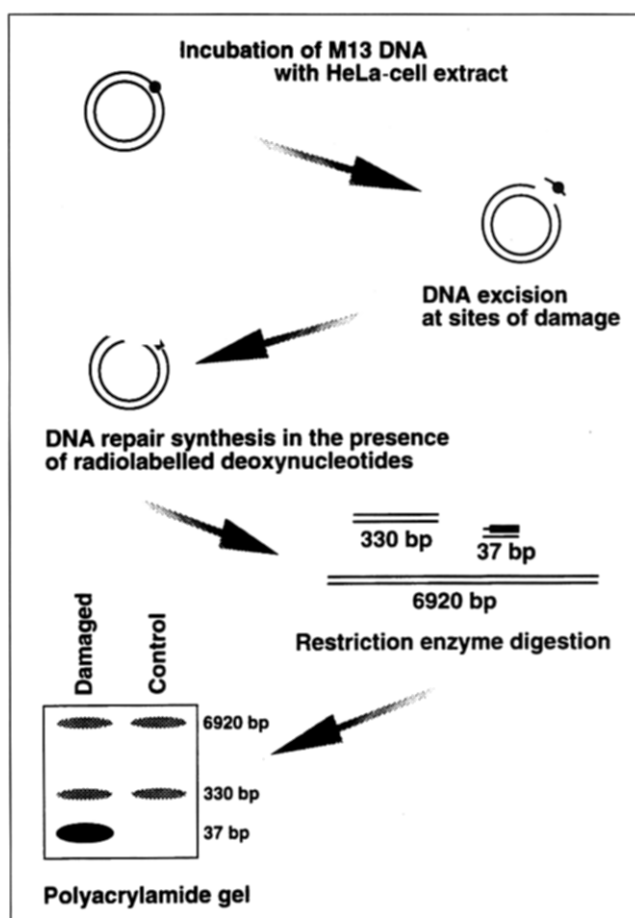 Incubation of M13 DNA
with HeLa-cell extract
DNA excision
at sites of damage
DNA repair synthesis in the presence
of radiolabelled deoxynucleotides
330 bp
37 bp
6920 bp
Restriction enzyme digestion
Damaged
Control
6920 bp
330 bp
37 bp
Polyacrylamide gel